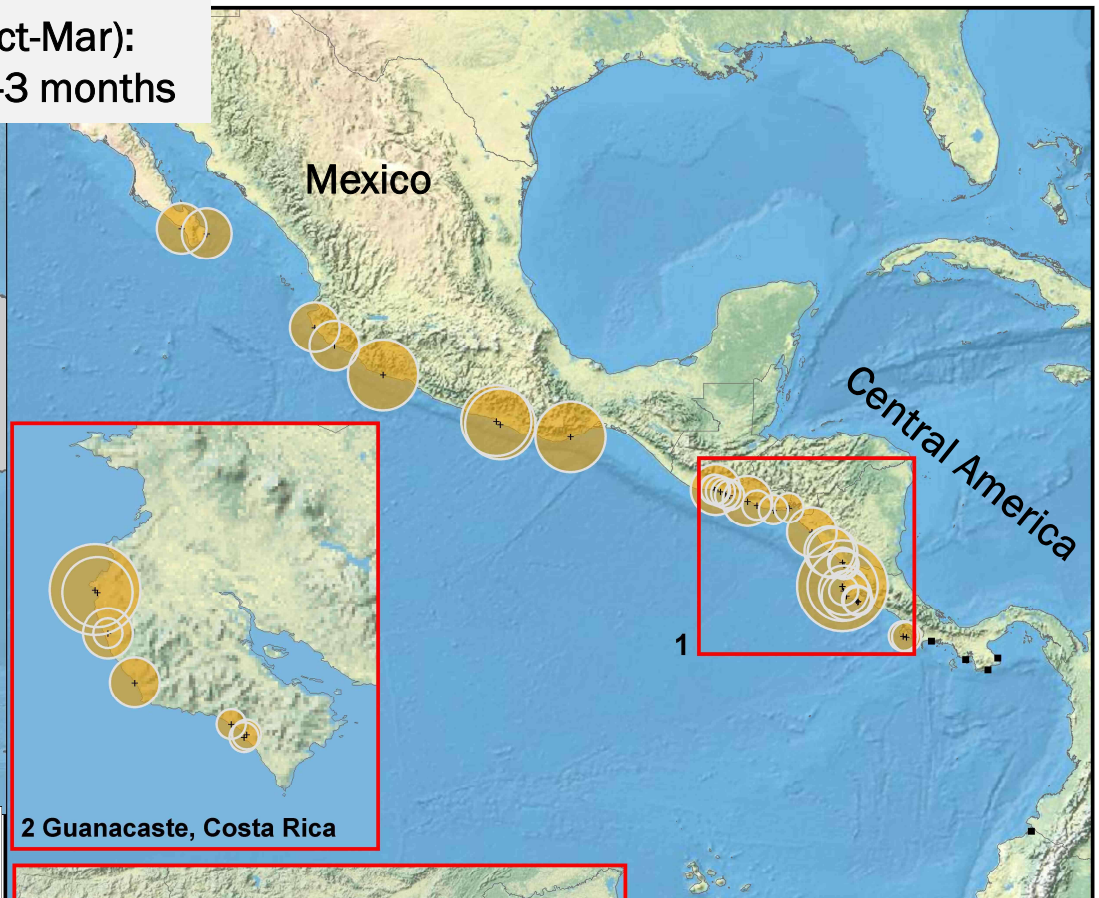 ct-Mar):
-3 months
Mexico
Central America
1
2 Guanacaste, Costa Rica